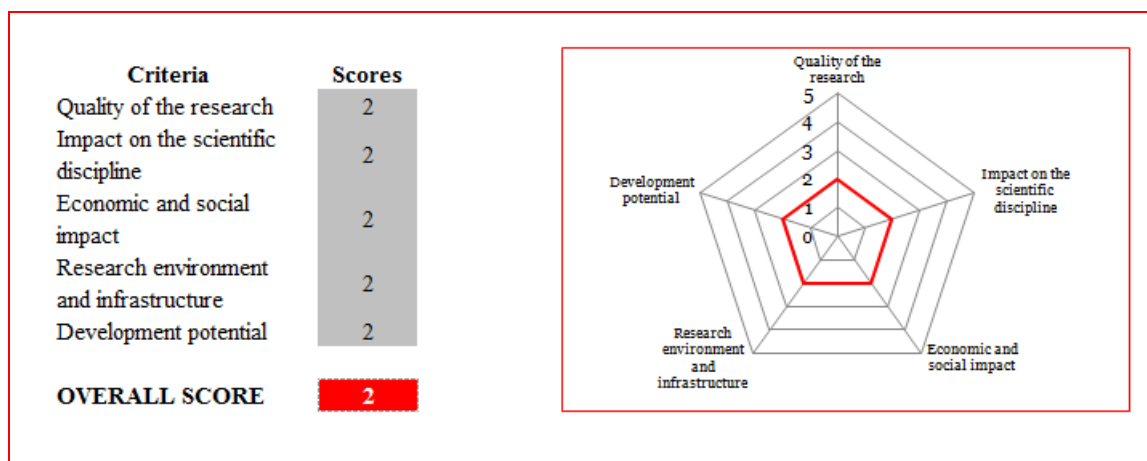 Criteria Scores
Quality of the research 2
Impact on the scientific
discipline 2
Economic and social
impact 2
Research environment
and infrastructure 2
Development potential 2
OVERALL SCORE 2
Quality of the
research
5
4
3
2
1
0
Impact on the
scientific
discipline
Economic and
social impact
Research
environment
and
infrastructure
Development
potential